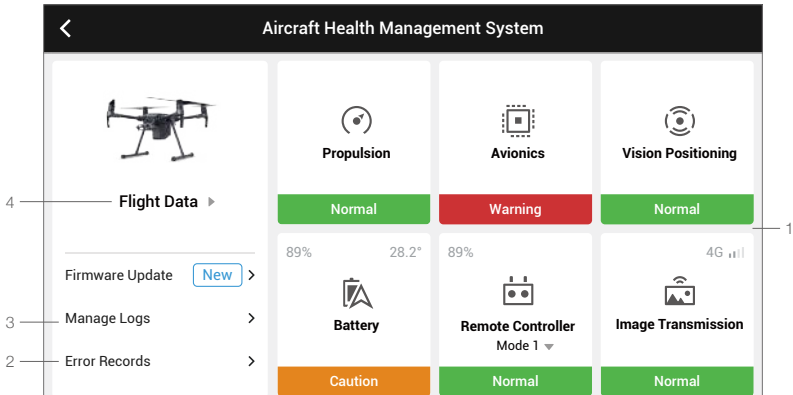 Aircraft Health Management System
Propulsion
Avionics
Vision Positioning
4
Flight Data
Normal
Warning
Normal
1
89%
28.2°
89%
4G
Firmware Update
New
3
Manage Logs
Battery
Remote Controller
Image Transmission
Mode 1
2
Error Records
Caution
Normal
Normal